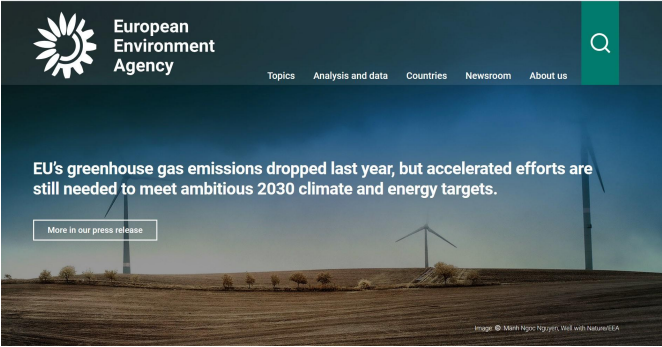 European
Environment
Agency
Topics Analysis and data Countries Newsroom About us
EU's greenhouse gas emissions dropped last year, but accelerated efforts are
still needed to meet ambitious 2030 climate and energy targets.
More in our press release
Image: © Manh Ngoc Nguyen, Well with Nature/EEA